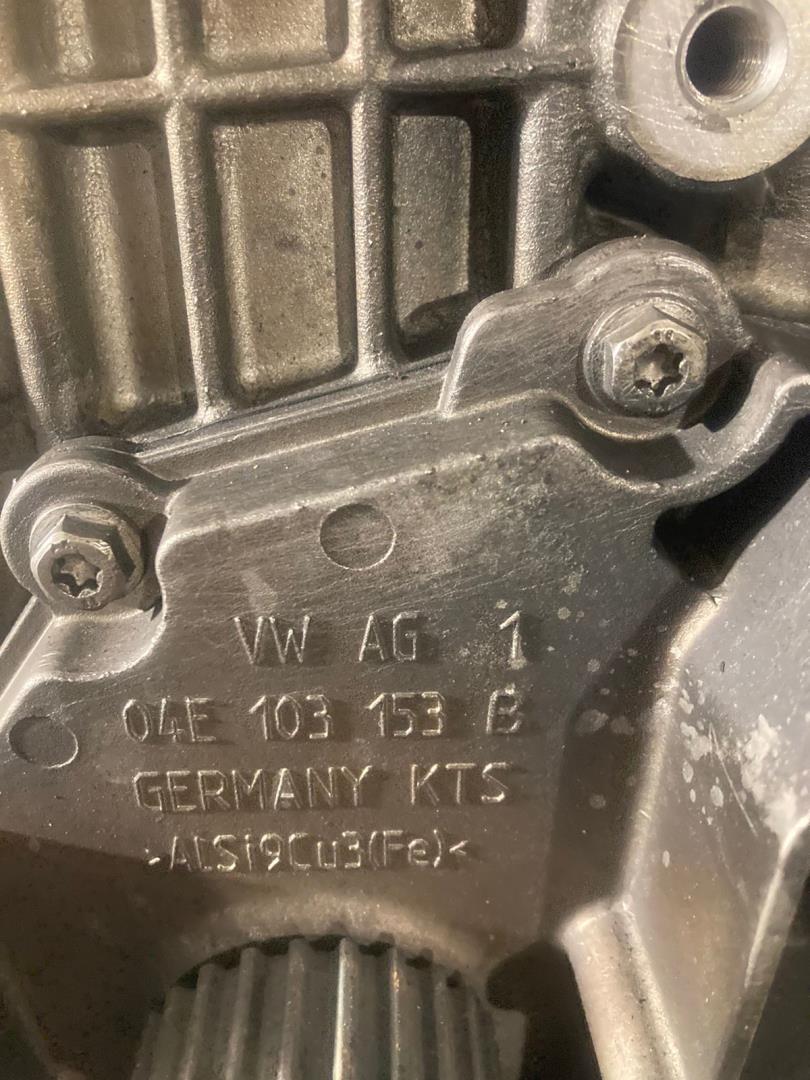 VW AG 1
04E 103 153 B
GERMANY KTS
>ALSi9Cu3(Fe)<